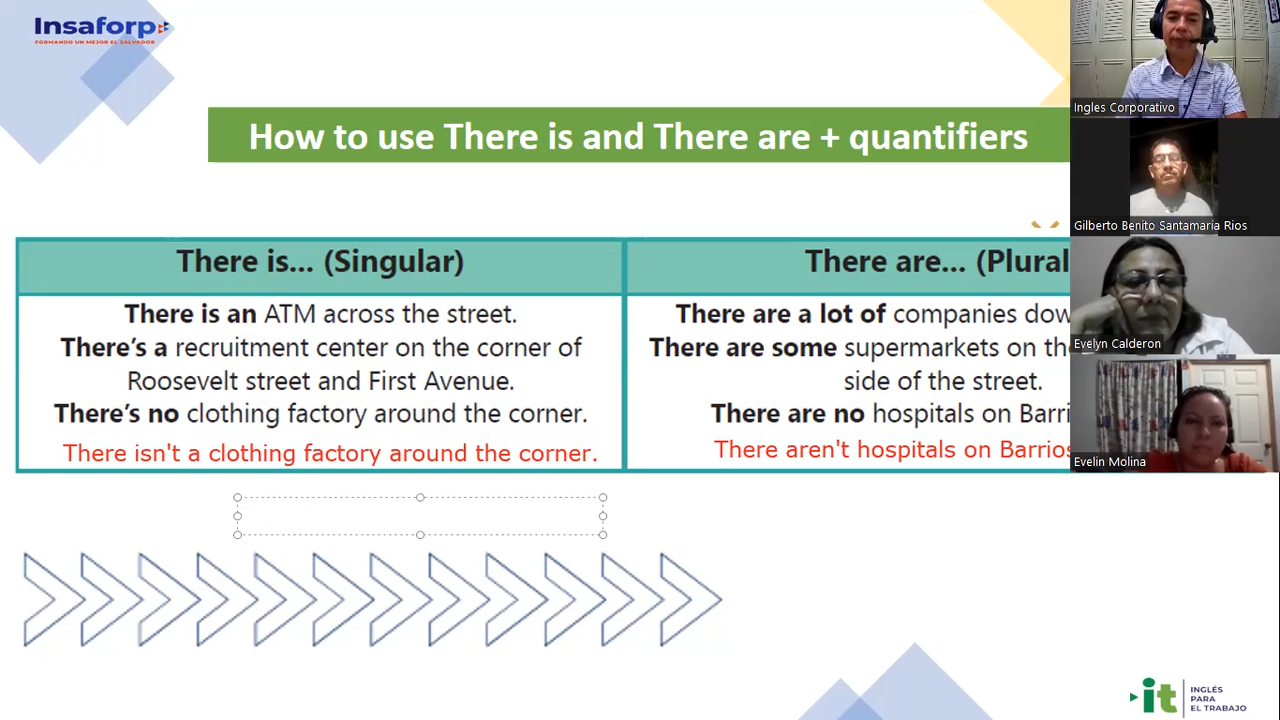 Insaforp
FORMANDO UN MEJOR EL SALVADOR
How to use There is and There are + quantifiers
There is... (Singular)
There is an ATM across the street.
There's a recruitment center on the corner of
Roosevelt street and First Avenue.
There's no clothing factory around the corner.
There isn't a clothing factory around the corner.
There are... (Plural
There are a lot of companies
There are some supermarkets on
side of the street.
There are no hospitals on
There aren't hospitals on Barrios
Ingles Corporativo
Gilberto Benito Santamaria Rios
Evelyn Calderon
Evelin Molina
it
INGLÉS
PARA
EL TRABAJO